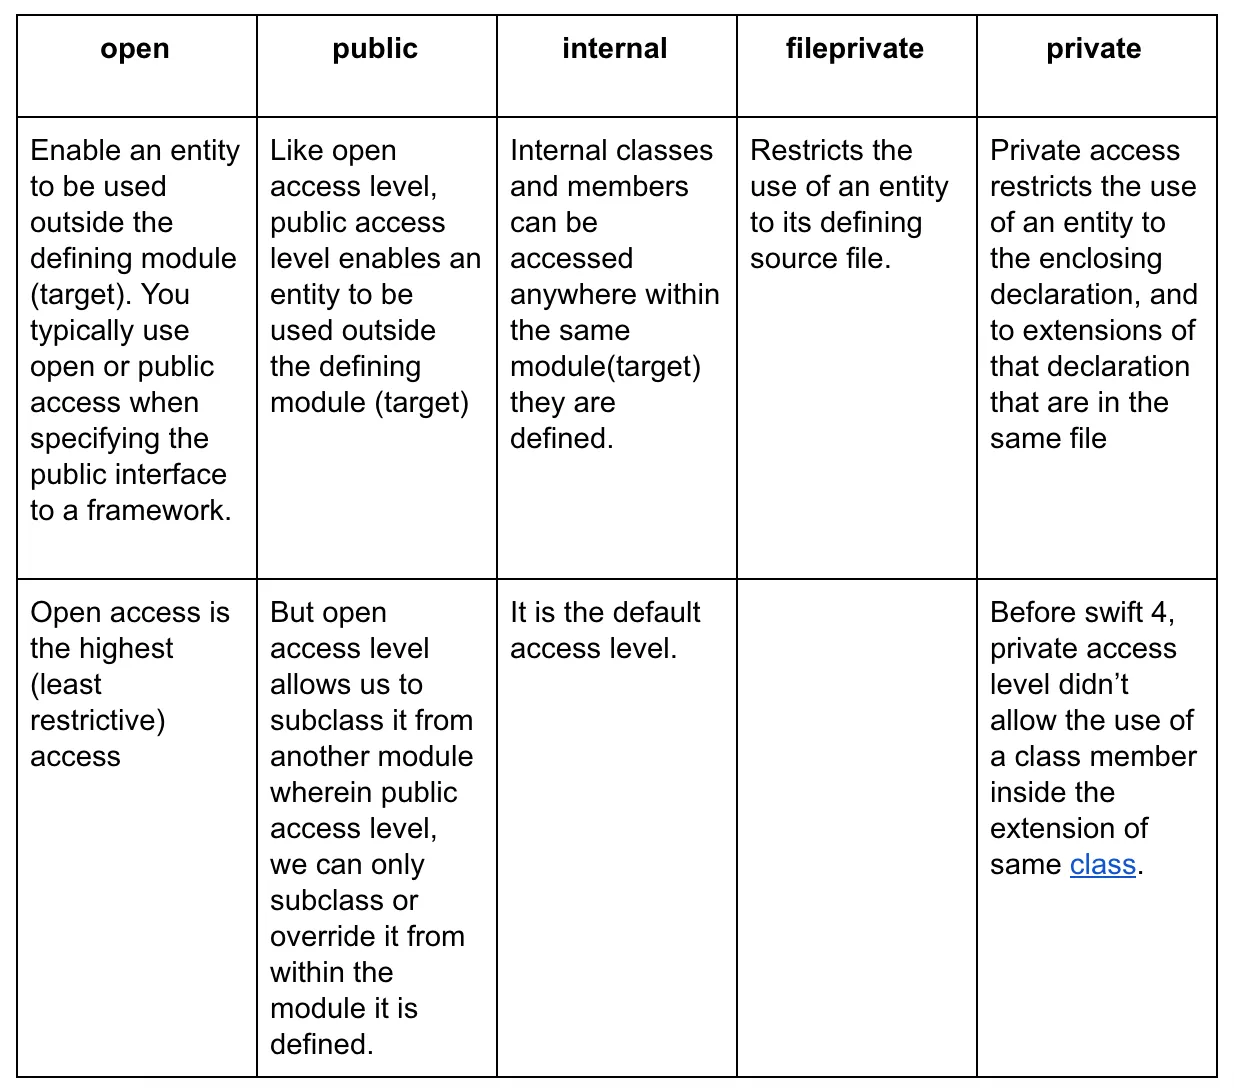 open
public
internal
fileprivate
private
Enable an entity
to be used
outside the
defining module
(target). You
typically use
open or public
access when
specifying the
public interface
to a framework.
Like open
access level,
public access
level enables an
entity to be
used outside
the defining
module (target)
Internal classes
and members
can be
accessed
anywhere within
the same
module(target)
they are
defined.
Restricts the
use of an entity
to its defining
source file.
Private access
restricts the use
of an entity to
the enclosing
declaration, and
to extensions of
that declaration
that are in the
same file
Open access is
the highest
(least
restrictive)
access
But open
access level
allows us to
subclass it from
another module
wherein public
access level,
we can only
subclass or
override it from
within the
module it is
defined.
It is the default
access level.
Before swift 4,
private access
level didn’t
allow the use of
a class member
inside the
extension of
same class.